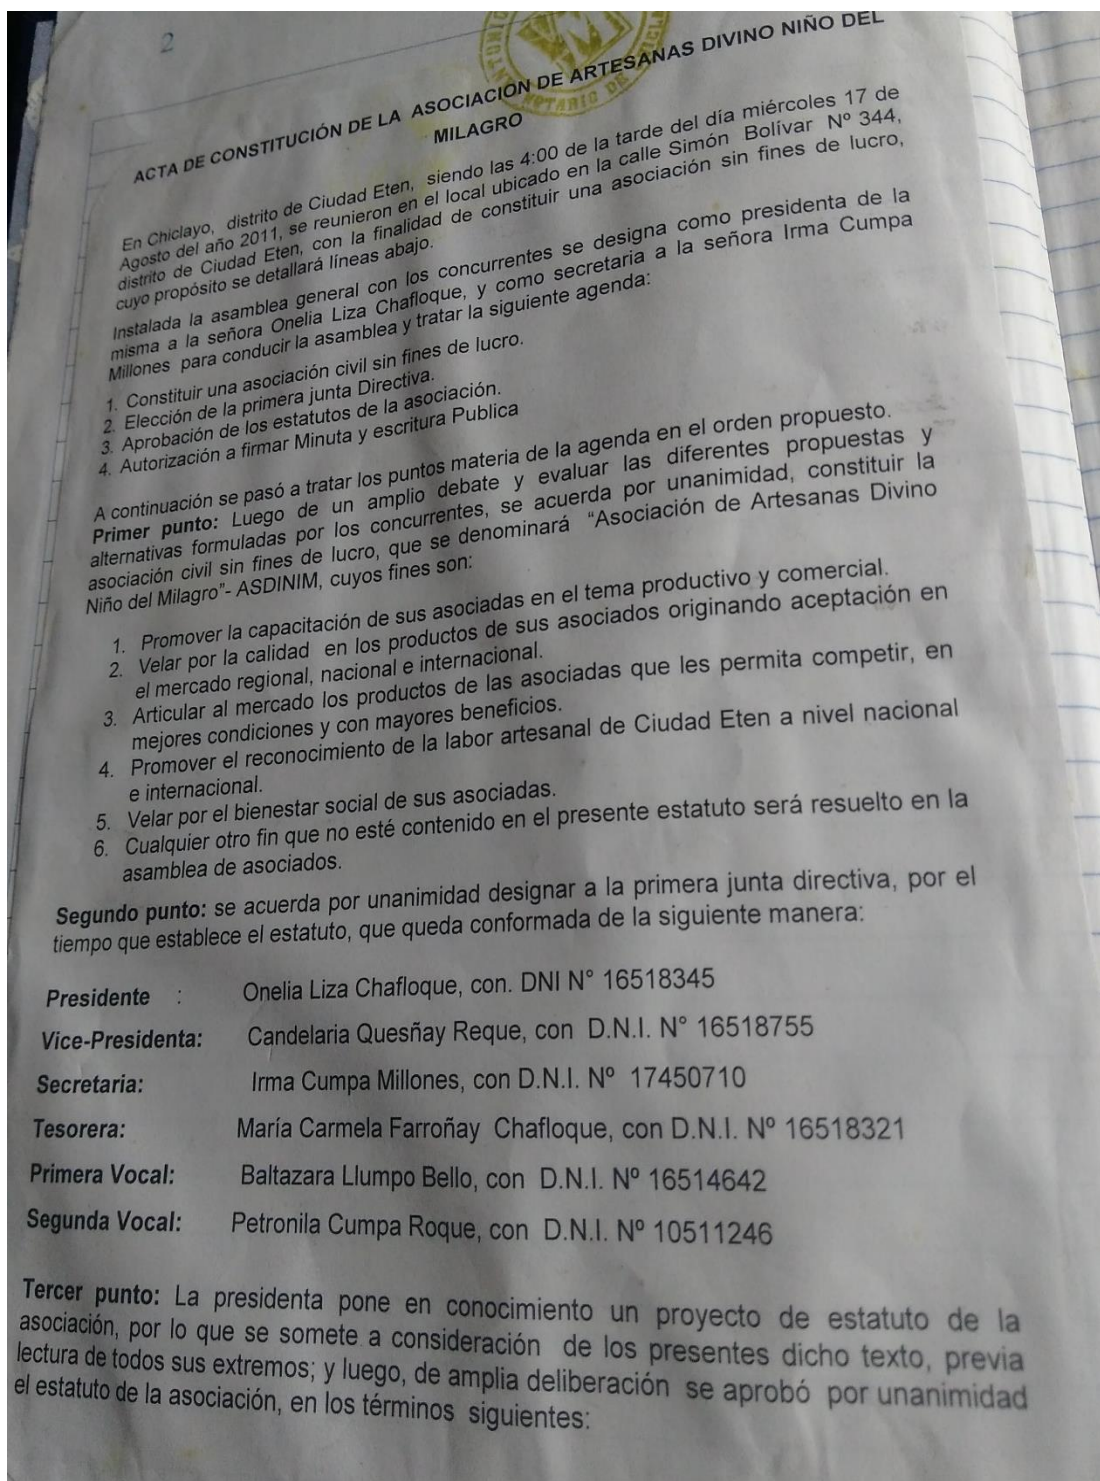 2
NOTARIO DE
ACTA DE CONSTITUCIÓN DE LA ASOCIACIÓN DE ARTESANAS DIVINO NIÑO DEL
MILAGRO
En Chiclayo, distrito de Ciudad Eten, siendo las 4:00 de la tarde del día miércoles 17 de
Agosto del año 2011, se reunieron en el local ubicado en la calle Simón Bolívar Nº 344,
distrito de Ciudad Eten, con la finalidad de constituir una asociación sin fines de lucro,
cuyo propósito se detallará líneas abajo.
Instalada la asamblea general con los concurrentes se designa como presidenta de la
misma a la señora Onelia Liza Chafloque, y como secretaria a la señora Irma Cumpa
Millones para conducir la asamblea y tratar la siguiente agenda:
1. Constituir una asociación civil sin fines de lucro.
2. Elección de la primera junta Directiva.
3. Aprobación de los estatutos de la asociación.
4. Autorización a firmar Minuta y escritura Publica
A continuación se pasó a tratar los puntos materia de la agenda en el orden propuesto.
Primer punto: Luego de un amplio debate y evaluar las diferentes propuestas y
alternativas formuladas por los concurrentes, se acuerda por unanimidad, constituir la
asociación civil sin fines de lucro, que se denominará “Asociación de Artesanas Divino
Niño del Milagro”- ASDINIM, cuyos fines son:
1. Promover la capacitación de sus asociadas en el tema productivo y comercial.
2. Velar por la calidad en los productos de sus asociados originando aceptación en
el mercado regional, nacional e internacional.
3. Articular al mercado los productos de las asociadas que les permita competir, en
mejores condiciones y con mayores beneficios.
4. Promover el reconocimiento de la labor artesanal de Ciudad Eten a nivel nacional
e internacional.
5. Velar por el bienestar social de sus asociadas.
6. Cualquier otro fin que no esté contenido en el presente estatuto será resuelto en la
asamblea de asociados.
Segundo punto: se acuerda por unanimidad designar a la primera junta directiva, por el
tiempo que establece el estatuto, que queda conformada de la siguiente manera:
Presidente : Onelia Liza Chafloque, con. DNI N° 16518345
Vice-Presidenta: Candelaria Quesñay Reque, con D.N.I. N° 16518755
Secretaria: Irma Cumpa Millones, con D.N.I. Nº 17450710
Tesorera: María Carmela Farroñay Chafloque, con D.N.I. Nº 16518321
Primera Vocal: Baltazara Llumpo Bello, con D.N.I. Nº 16514642
Segunda Vocal: Petronila Cumpa Roque, con D.N.I. Nº 10511246
Tercer punto: La presidenta pone en conocimiento un proyecto de estatuto de la
asociación, por lo que se somete a consideración de los presentes dicho texto, previa
lectura de todos sus extremos; y luego, de amplia deliberación se aprobó por unanimidad
el estatuto de la asociación, en los términos siguientes: